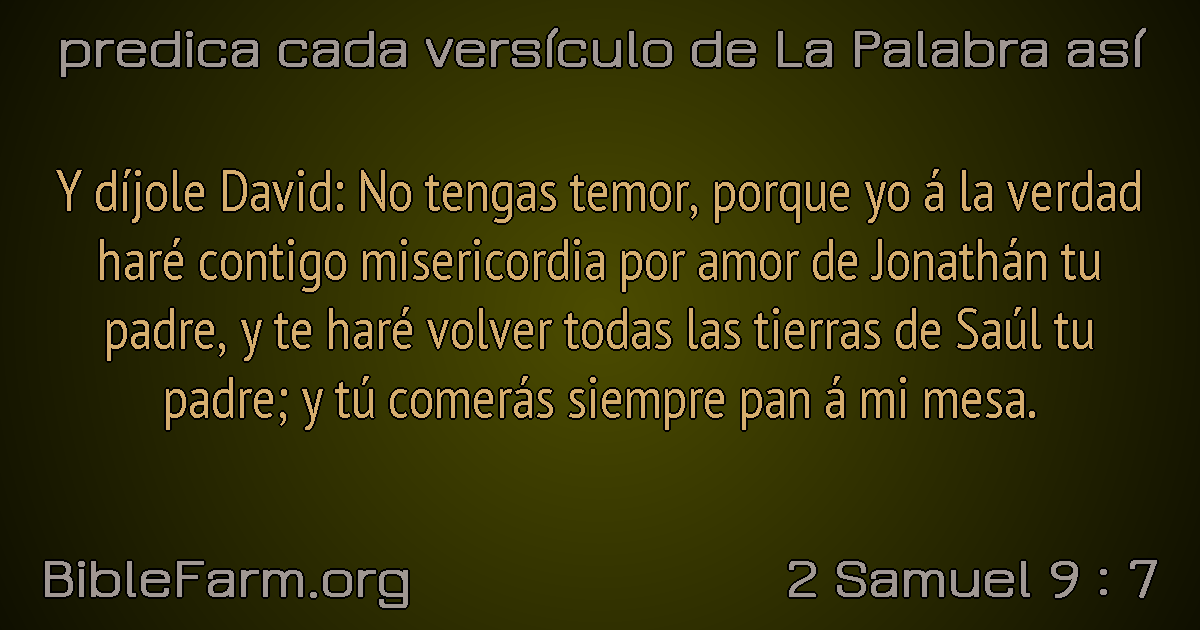 predica cada versículo de La Palabra así
Y díjole David: No tengas temor, porque yo á la verdad
haré contigo misericordia por amor de Jonathán tu
padre, y te haré volver todas las tierras de Saúl tu
padre; y tú comerás siempre pan á mi mesa.
BibleFarm.org
2 Samuel 9 : 7